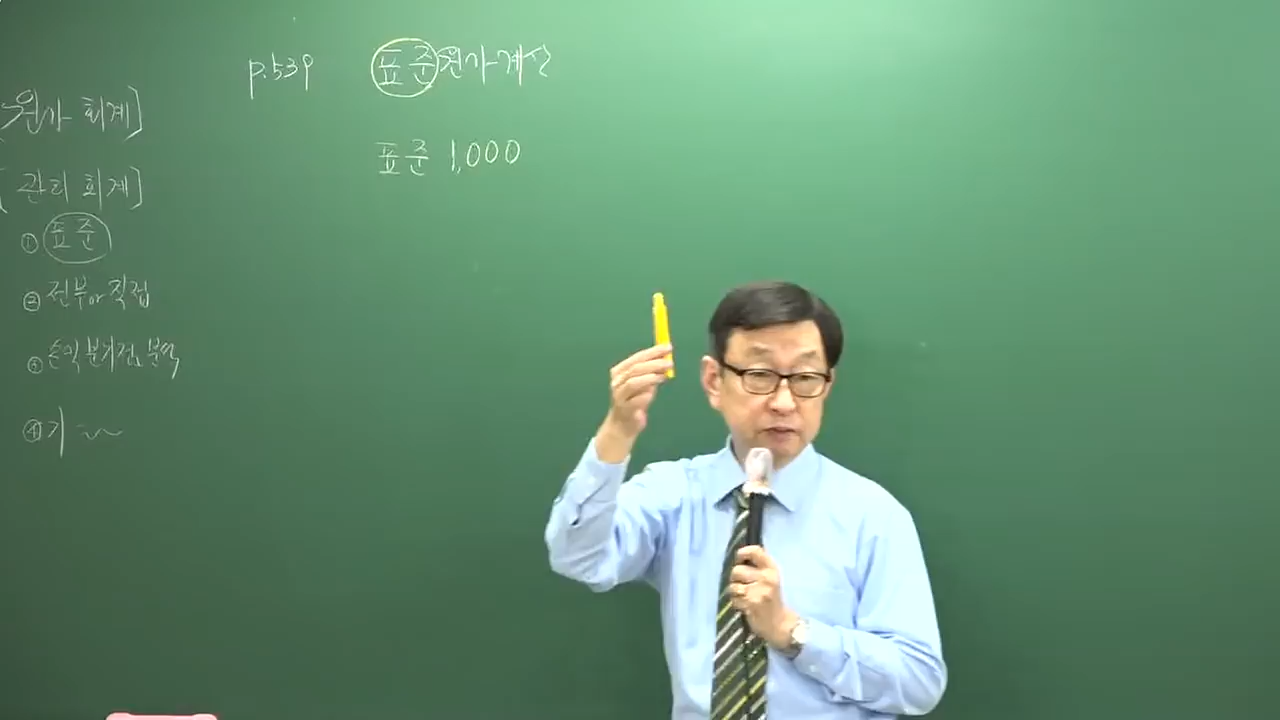 [원가 회계]
[관리 회계]
① 표준
② 전부와 직접
③ 손익분기점 분석
④ 기
p.539 표준원가계산
표준 1,000